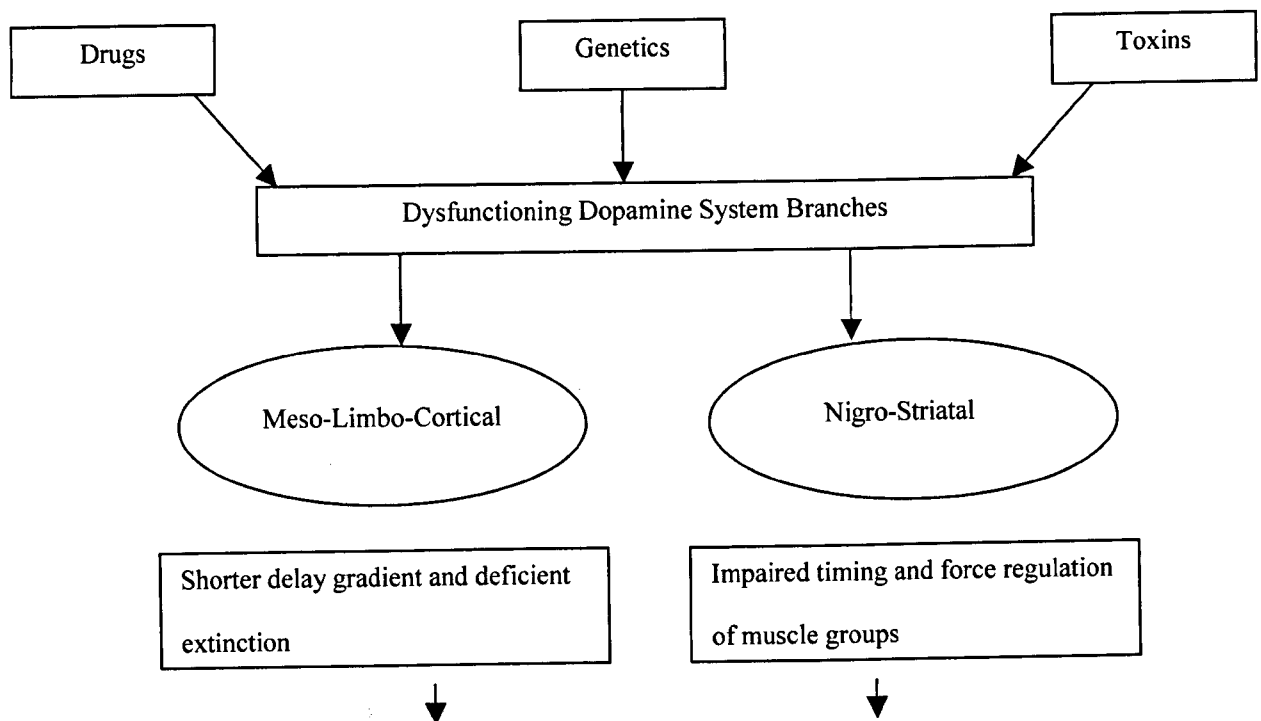 Drugs
Genetics
Toxins
Dysfunctioning Dopamine System Branches
Meso-Limbo-Cortical
Nigro-Striatal
Shorter delay gradient and deficient
extinction
Impaired timing and force regulation
of muscle groups